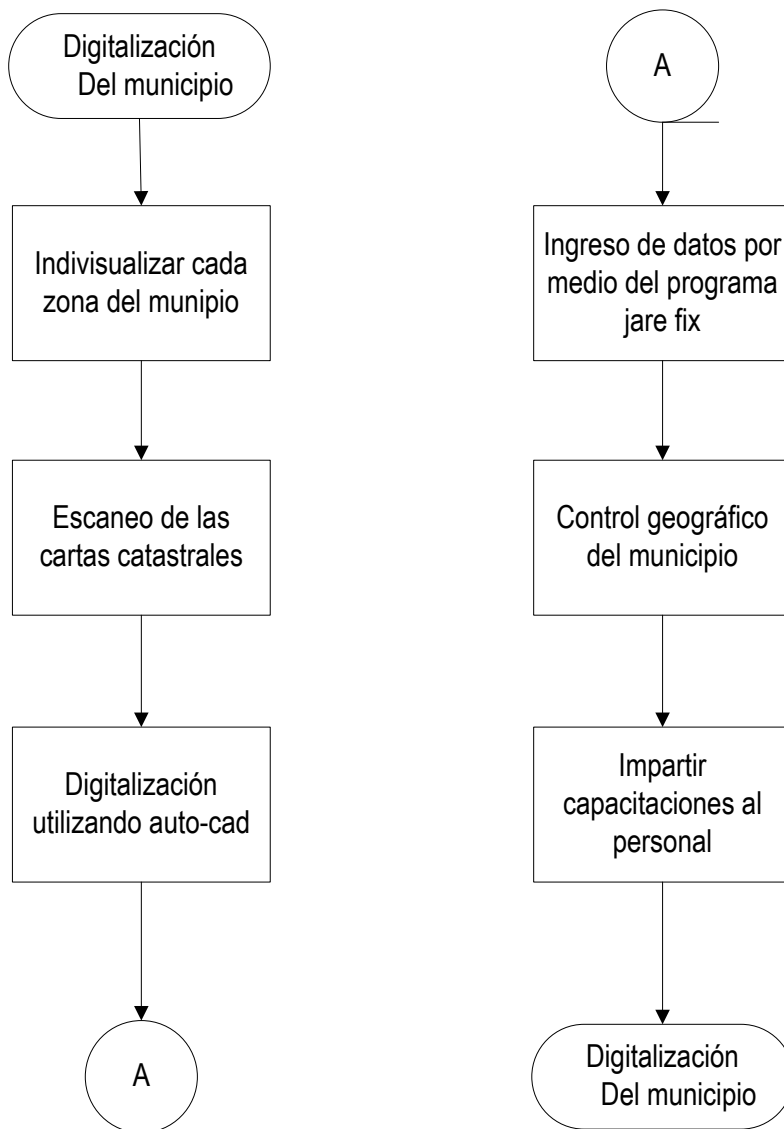 Digitalización
Del municipio
Indivisualizar cada
zona del munipio
Escaneo de las
cartas catastrales
Digitalización
utilizando auto-cad
A
A
Ingreso de datos por
medio del programa
jare fix
Control geográfico
del municipio
Impartir
capacitaciones al
personal
Digitalización
Del municipio